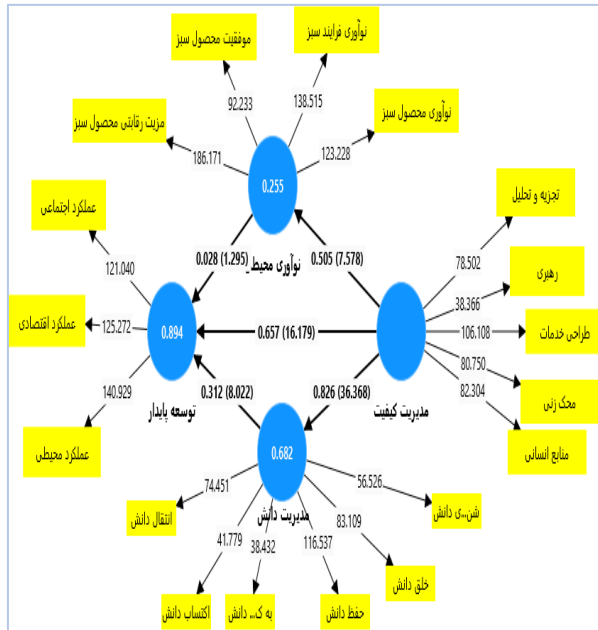 موفقیت محصول سبز
نوآوری فرایند سبز
92.233
138.515
مزیت رقابتی محصول سبز
نوآوری محصول سبز
186.171
123.228
0.255
عملکرد اجتماعی
تجزیه و تحلیل
121.040
0.028 (1.295)
نوآوری محیط_
0.505 (7.578)
78.502
رهبری
38.366
عملکرد اقتصادی
125.272
0.894
0.657 (16.179)
106.108
طراحی خدمات
140.929
توسعه پایدار
0.312 (8.022)
0.826 (36.368)
مدیریت کیفیت
80.750
محک زنی
82.304
عملکرد محیطی
منابع انسانی
0.682
74.451
مدیریت دانش
56.526
انتقال دانش
شن...ی دانش
41.779
38.432
116.537
83.109
خلق دانش
اکتساب دانش
به ک... دانش
حفظ دانش